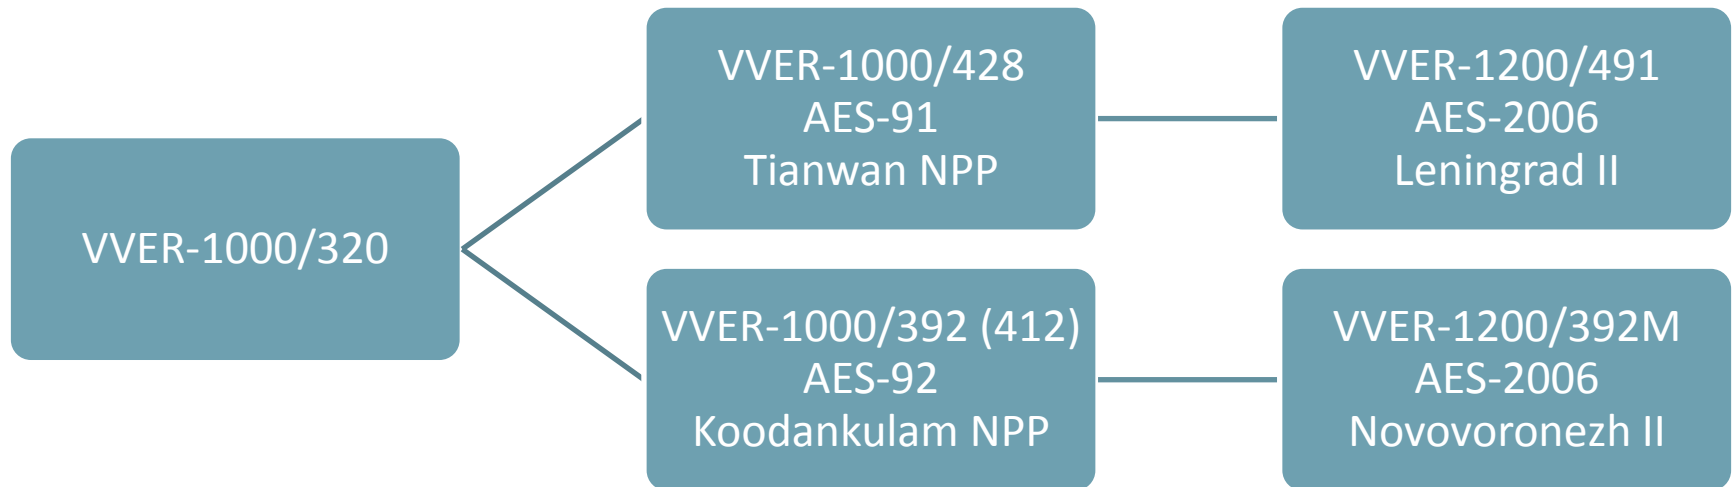 VVER-1000/320
VVER-1000/428
AES-91
Tianwan NPP
VVER-1200/491
AES-2006
Leningrad II
VVER-1000/392 (412)
AES-92
Koodankulam NPP
VVER-1200/392M
AES-2006
Novovoronezh II